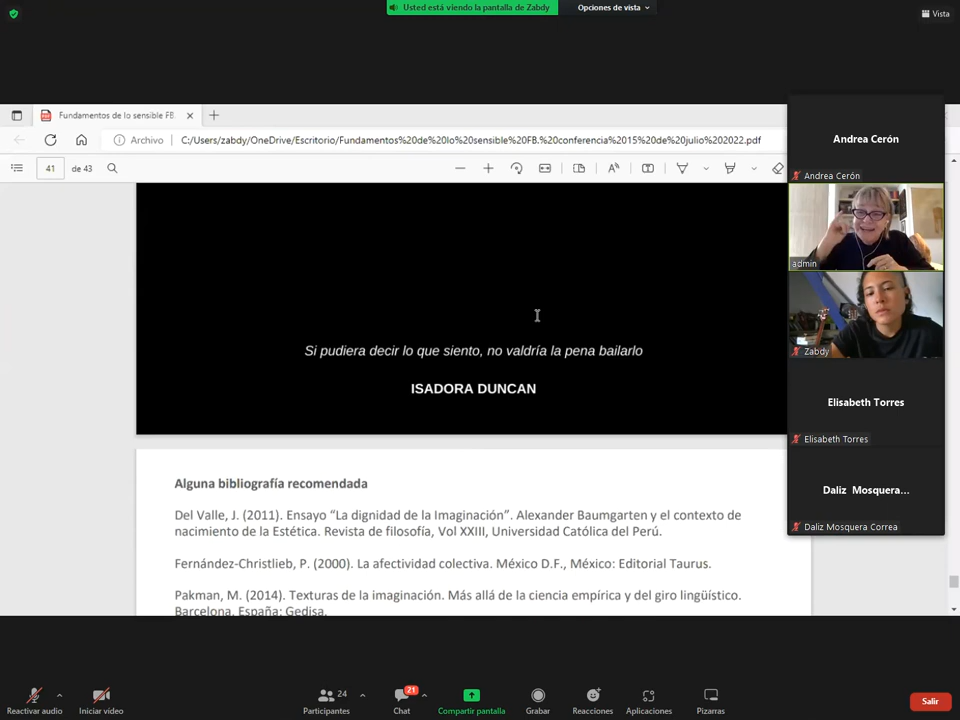 Usted está viendo la pantalla de Zabdy
Opciones de vista
Vista
Fundamentos de lo sensible FB.
Archivo
C:/Users/zabdy/OneDrive/Escritorio/Fundamentos%20de%20lo%20sensible%20FB.%20conferencia%2015%20de%20julio%202022.pdf
41 de 43
Andrea Cerón
Andrea Cerón
admin
Zabdy
Elisabeth Torres
Elisabeth Torres
Daliz Mosquera...
Daliz Mosquera Correa
Si pudiera decir lo que siento, no valdría la pena bailarlo
ISADORA DUNCAN
Alguna bibliografía recomendada
Del Valle, J. (2011). Ensayo “La dignidad de la Imaginación”. Alexander Baumgarten y el contexto de
nacimiento de la Estética. Revista de filosofía, Vol XXIII, Universidad Católica del Perú.
Fernández-Christlieb, P. (2000). La afectividad colectiva. México D.F., México: Editorial Taurus.
Pakman, M. (2014). Texturas de la imaginación. Más allá de la ciencia empírica y del giro lingüístico.
Barcelona, España: Gedisa.
Reactivar audio
Iniciar video
24
Participantes
21
Chat
Compartir pantalla
Grabar
Reacciones
Aplicaciones
Pizarras
Salir